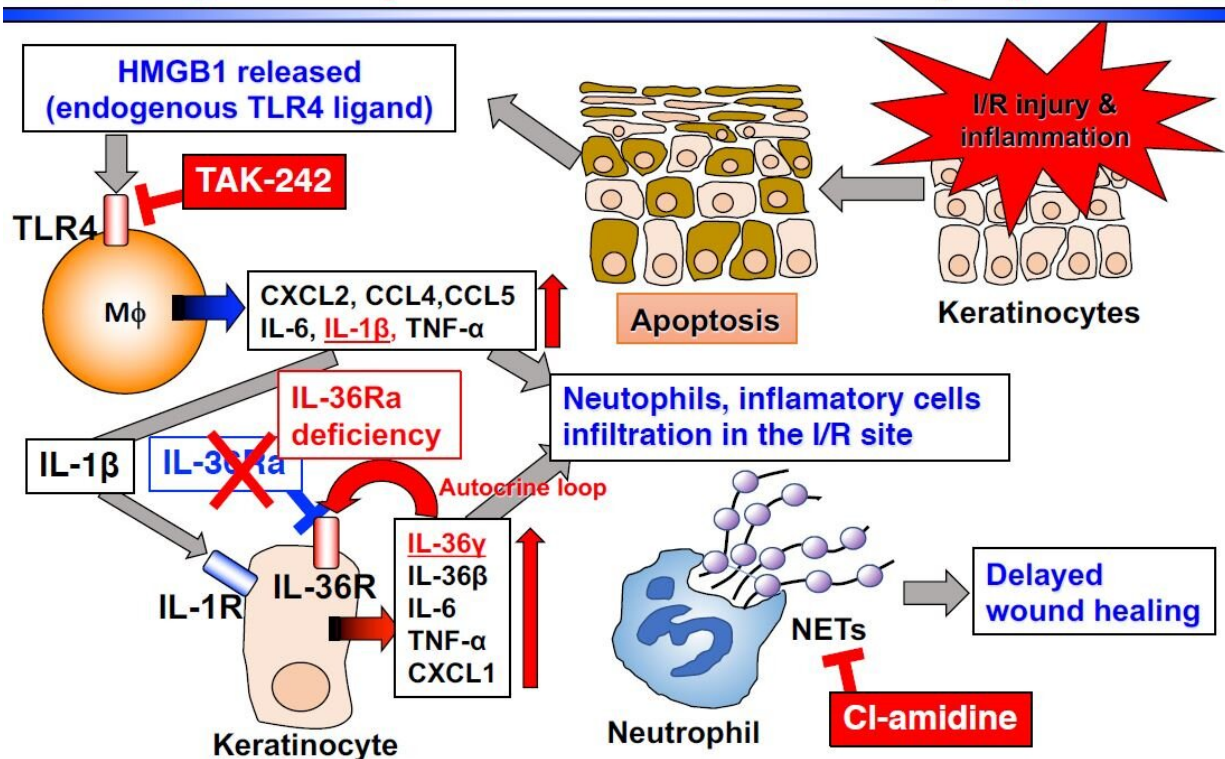 HMGB1 released
(endogenous TLR4 ligand)
I/R injury &
inflammation
TAK-242
TLR4
Mϕ
CXCL2, CCL4,CCL5
IL-6, IL-1β, TNF-α
Apoptosis
Keratinocytes
IL-36Ra
deficiency
Neutophils, inflamatory cells
infiltration in the I/R site
IL-1β
IL-36Ra
Autocrine loop
IL-1R
IL-36R
IL-36γ
IL-36β
IL-6
TNF-α
CXCL1
Keratinocyte
Neutrophil
NETs
Delayed
wound healing
Cl-amidine